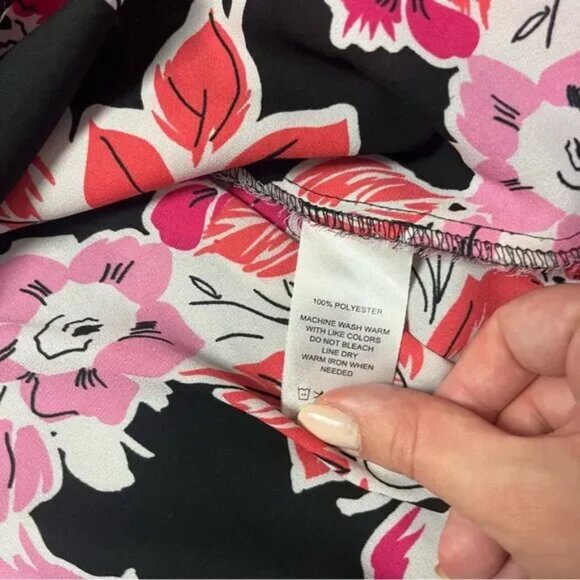 100% POLYESTER
MACHINE WASH WARM
WITH LIKE COLORS
DO NOT BLEACH
LINE DRY
WARM IRON WHEN
NEEDED